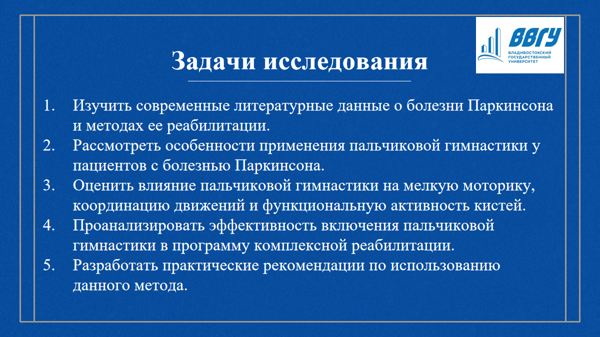 ВВГУ
ВЛАДИВОСТОКСКИЙ
ГОСУДАРСТВЕННЫЙ
УНИВЕРСИТЕТ
Задачи исследования
1. Изучить современные литературные данные о болезни Паркинсона
и методах ее реабилитации.
2. Рассмотреть особенности применения пальчиковой гимнастики у
пациентов с болезнью Паркинсона.
3. Оценить влияние пальчиковой гимнастики на мелкую моторику,
координацию движений и функциональную активность кистей.
4. Проанализировать эффективность включения пальчиковой
гимнастики в программу комплексной реабилитации.
5. Разработать практические рекомендации по использованию
данного метода.